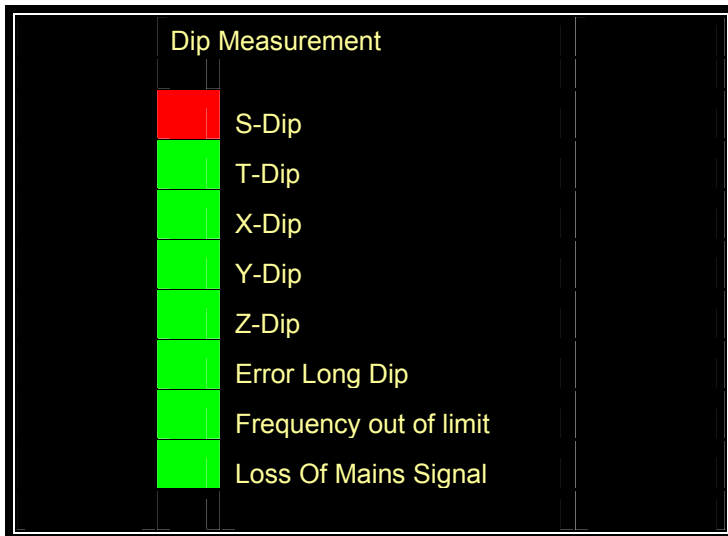 Dip Measurement
S-Dip
T-Dip
X-Dip
Y-Dip
Z-Dip
Error Long Dip
Frequency out of limit
Loss Of Mains Signal